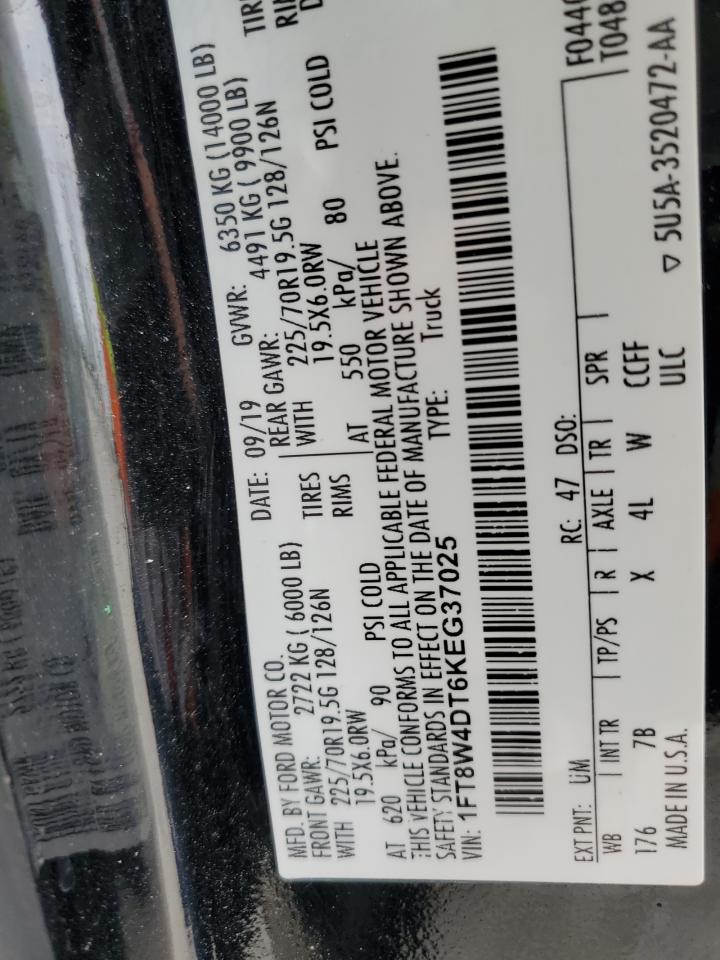 MFD. BY FORD MOTOR CO.
DATE: 09/19 GVWR: 6350 KG (14000 LB)
FRONT GAWR: 2722 KG ( 6000 LB)
REAR GAWR: 4491 KG ( 9900 LB)
WITH 225/70R19.5G 128/126N TIRES
WITH 225/70R19.5G 128/126N TIRE
19.5X6.0RW RIMS
19.5X6.0RW
AT 620 kPa/ 90 PSI COLD
AT 550 kPa/ 80 PSI COLD
THIS VEHICLE CONFORMS TO ALL APPLICABLE FEDERAL MOTOR VEHICLE
SAFETY STANDARDS IN EFFECT ON THE DATE OF MANUFACTURE SHOWN ABOVE.
VIN: 1FT8W4DT6KEG37025
TYPE: Truck
F0440
T048
EXT PNT: UM RC: 47 DSO:
WB INT TR TP/PS R AXLE TR SPR
176 7B X 4L W CCFF
ULC
MADE IN U.S.A.
▽ 5U5A-3520472-AA